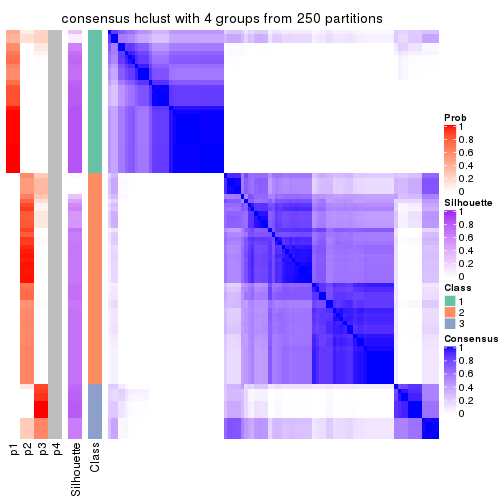 consensus hclust with 4 groups from 250 partitions
Prob
1
0.8
0.6
0.4
0.2
0
Silhouette
1
0.8
0.6
0.4
0.2
0
Class
1
2
3
Consensus
1
0.8
0.6
0.4
0.2
0
p1
p2
p3
p4
Silhouette
Class